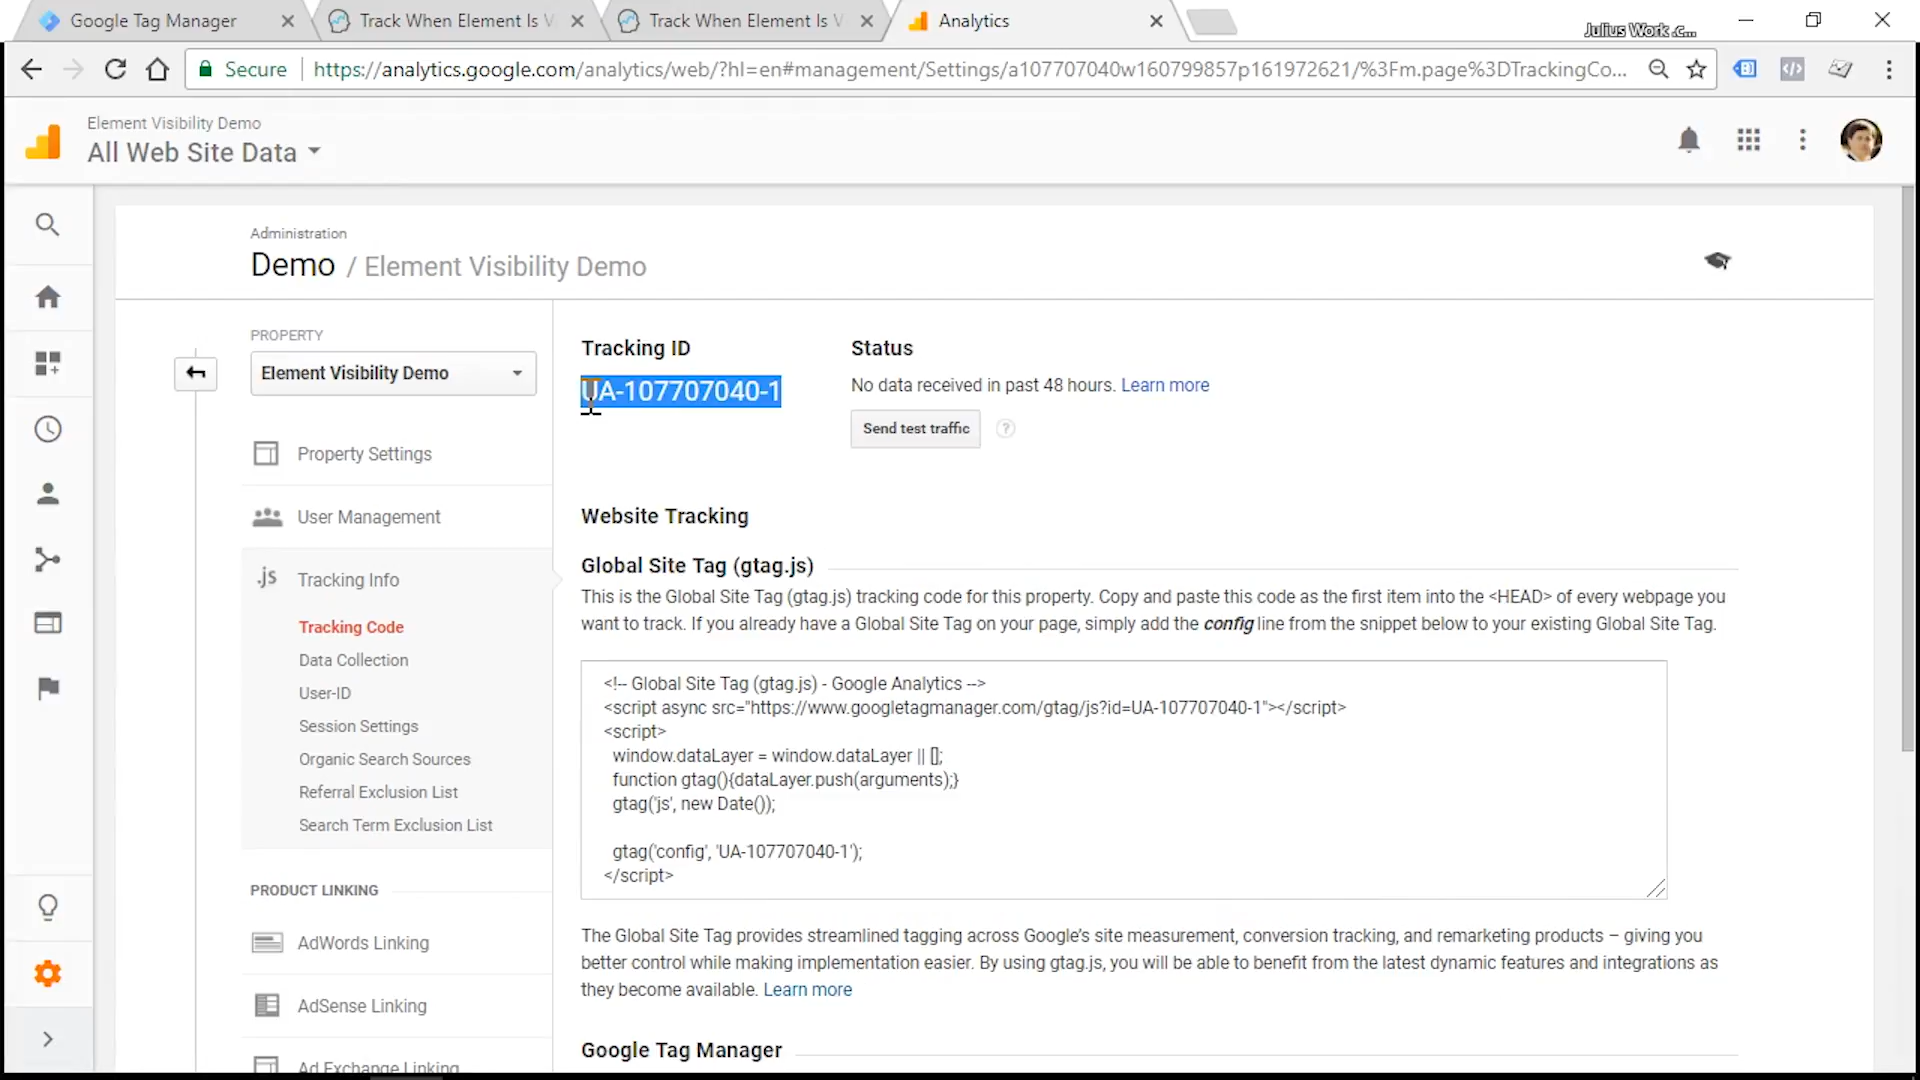 Google Tag Manager
Track When Element Is V
Track When Element Is V
Analytics
Julius Work .c...
Secure
https://analytics.google.com/analytics/web/?hl=en#management/Settings/a107707040w160799857p161972621/%3Fm.page%3DTrackingCo...
Element Visibility Demo
All Web Site Data
Administration
Demo / Element Visibility Demo
PROPERTY
Element Visibility Demo
Property Settings
User Management
.js Tracking Info
Tracking Code
Data Collection
User-ID
Session Settings
Organic Search Sources
Referral Exclusion List
Search Term Exclusion List
PRODUCT LINKING
AdWords Linking
AdSense Linking
Ad Exchange Linking
Tracking ID
UA-107707040-1
Status
No data received in past 48 hours. Learn more
Send test traffic
?
Website Tracking
Global Site Tag (gtag.js)
This is the Global Site Tag (gtag.js) tracking code for this property. Copy and paste this code as the first item into the <HEAD> of every webpage you
want to track. If you already have a Global Site Tag on your page, simply add the config line from the snippet below to your existing Global Site Tag.
<!-- Global Site Tag (gtag.js) - Google Analytics -->
<script async src="https://www.googletagmanager.com/gtag/js?id=UA-107707040-1"></script>
<script>
window.dataLayer = window.dataLayer || [];
function gtag(){dataLayer.push(arguments);}
gtag('js', new Date());
gtag('config', 'UA-107707040-1');
</script>
The Global Site Tag provides streamlined tagging across Google's site measurement, conversion tracking, and remarketing products – giving you
better control while making implementation easier. By using gtag.js, you will be able to benefit from the latest dynamic features and integrations as
they become available. Learn more
Google Tag Manager